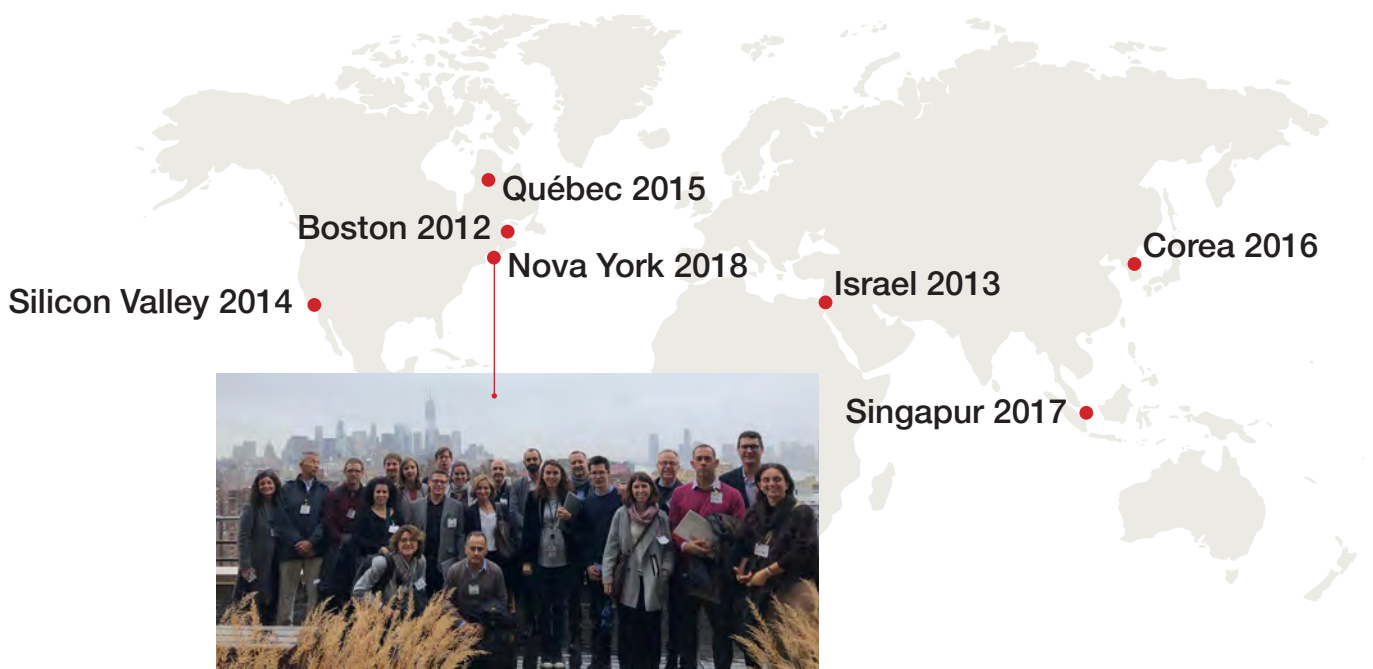 Québec 2015
Boston 2012
Nova York 2018
Corea 2016
Israel 2013
Silicon Valley 2014
Singapur 2017